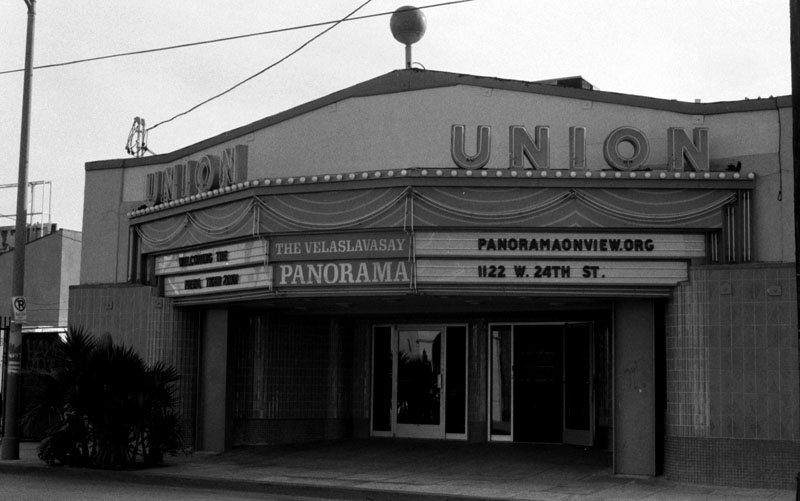 UNION
UNION
WELCOMING THE
THE VELASLAVASAY
PANORAMA
PANORAMAONVIEW.ORG
1122 W. 24TH ST.